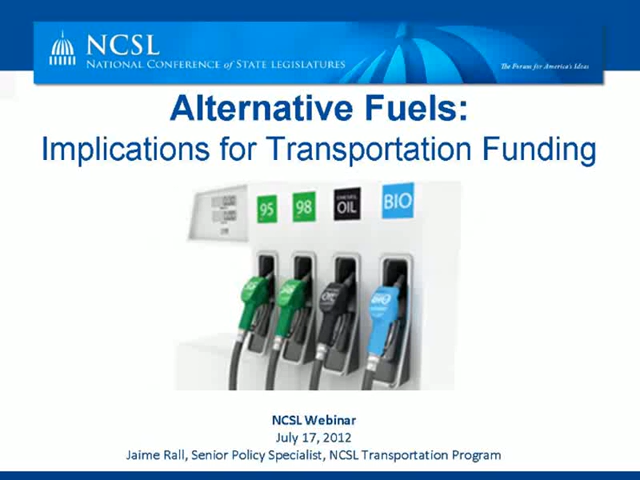 NCSL
NATIONAL CONFERENCE of STATE LEGISLATURES
The Forum for America's Ideas
Alternative Fuels:
Implications for Transportation Funding
95
98
OIL
BIO
NCSL Webinar
July 17, 2012
Jaime Rall, Senior Policy Specialist, NCSL Transportation Program